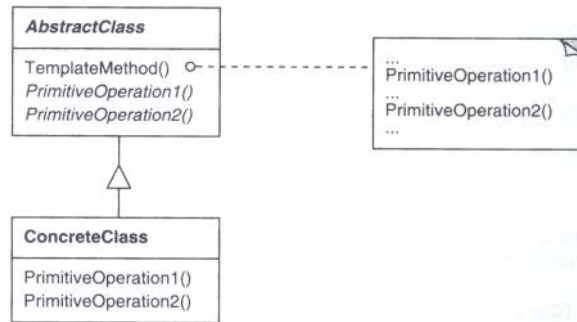 AbstractClass
TemplateMethod()
PrimitiveOperation1()
PrimitiveOperation2()
...
PrimitiveOperation1()
...
PrimitiveOperation2()
...
ConcreteClass
PrimitiveOperation1()
PrimitiveOperation2()